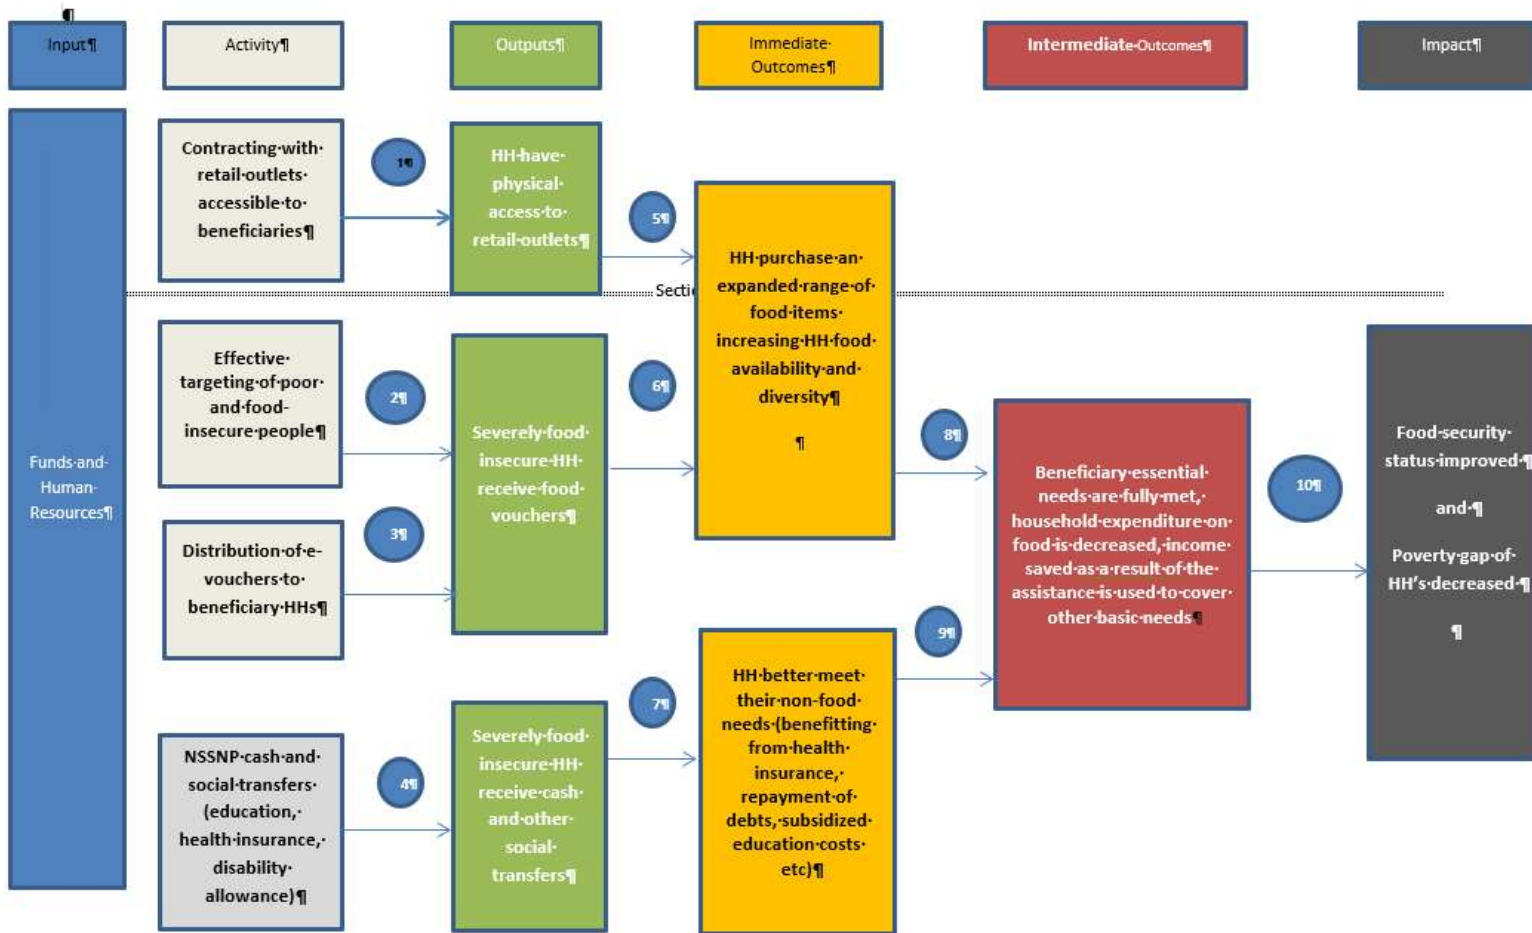 ¶
Input¶
Activity¶
Outputs¶
Immediate·
Outcomes¶
Intermediate·Outcomes¶
Impact¶
Funds·and·
Human·
Resources¶
Contracting·with·
retail·outlets·
accessible·to·
beneficiaries¶
1¶
HH·have·
physical·
access·to·
retail·outlets¶
5¶
Effective·
targeting·of·poor·
and·food-
insecure·people¶
2¶
Distribution·of·e-
vouchers·to·
beneficiary·HHs¶
3¶
Severely·food·
insecure·HH·
receive·food·
vouchers¶
6¶
HH·purchase·an·
expanded·range·of·
food·items·
increasing·HH·food·
availability·and·
diversity¶
¶
NSSNP·cash·and·
social·transfers·
(education,·
health·insurance,·
disability·
allowance)¶
4¶
Severely·food·
insecure·HH·
receive·cash·
and·other·
social·
transfers¶
7¶
HH·better·meet·
their·non-food·
needs·(benefitting·
from·health·
insurance,·
repayment·of·
debts,·subsidized·
education·costs·
etc)¶
8¶
9¶
Beneficiary·essential·
needs·are·fully·met,·
household·expenditure·on·
food·is·decreased,·income·
saved·as·a·result·of·the·
assistance·is·used·to·cover·
other·basic·needs¶
10¶
Food·security·
status·improved·¶
and·¶
Poverty·gap·of·
HH's·decreased·¶
¶